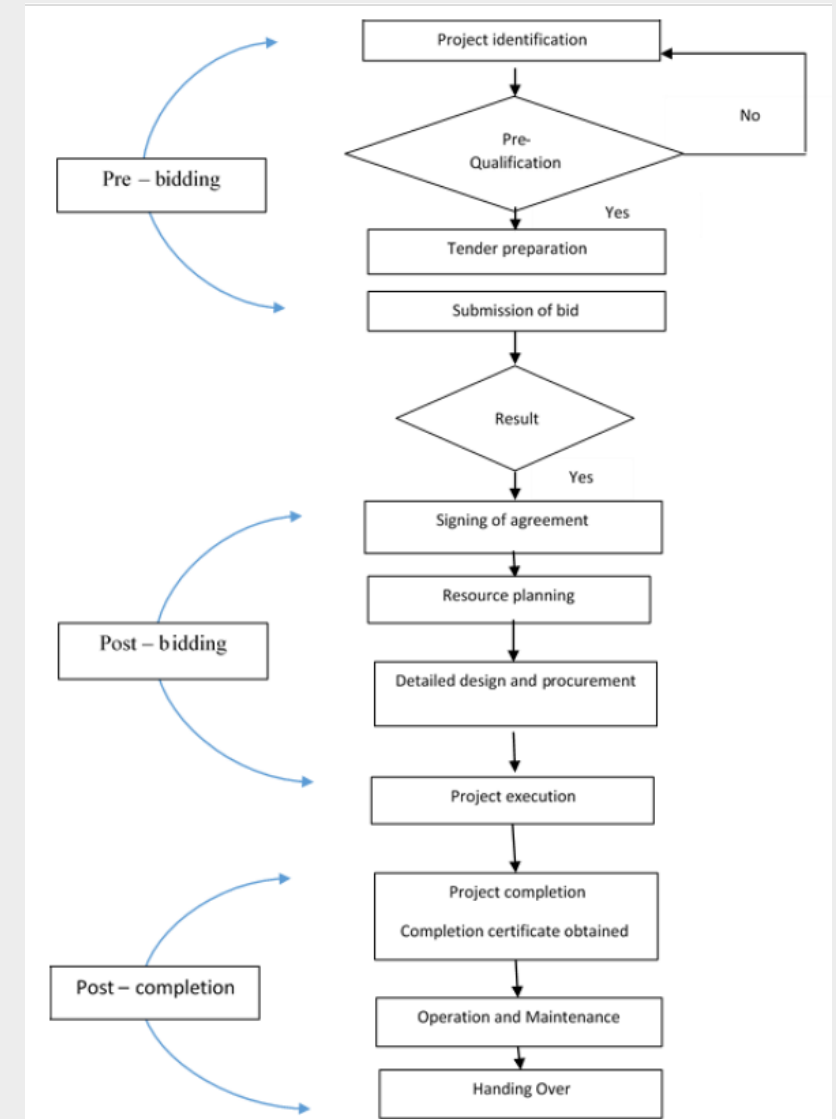 Project identification
No
Pre-
Qualification
Pre – bidding
Yes
Tender preparation
Submission of bid
Result
Yes
Signing of agreement
Resource planning
Post – bidding
Detailed design and procurement
Project execution
Project completion
Completion certificate obtained
Post – completion
Operation and Maintenance
Handing Over